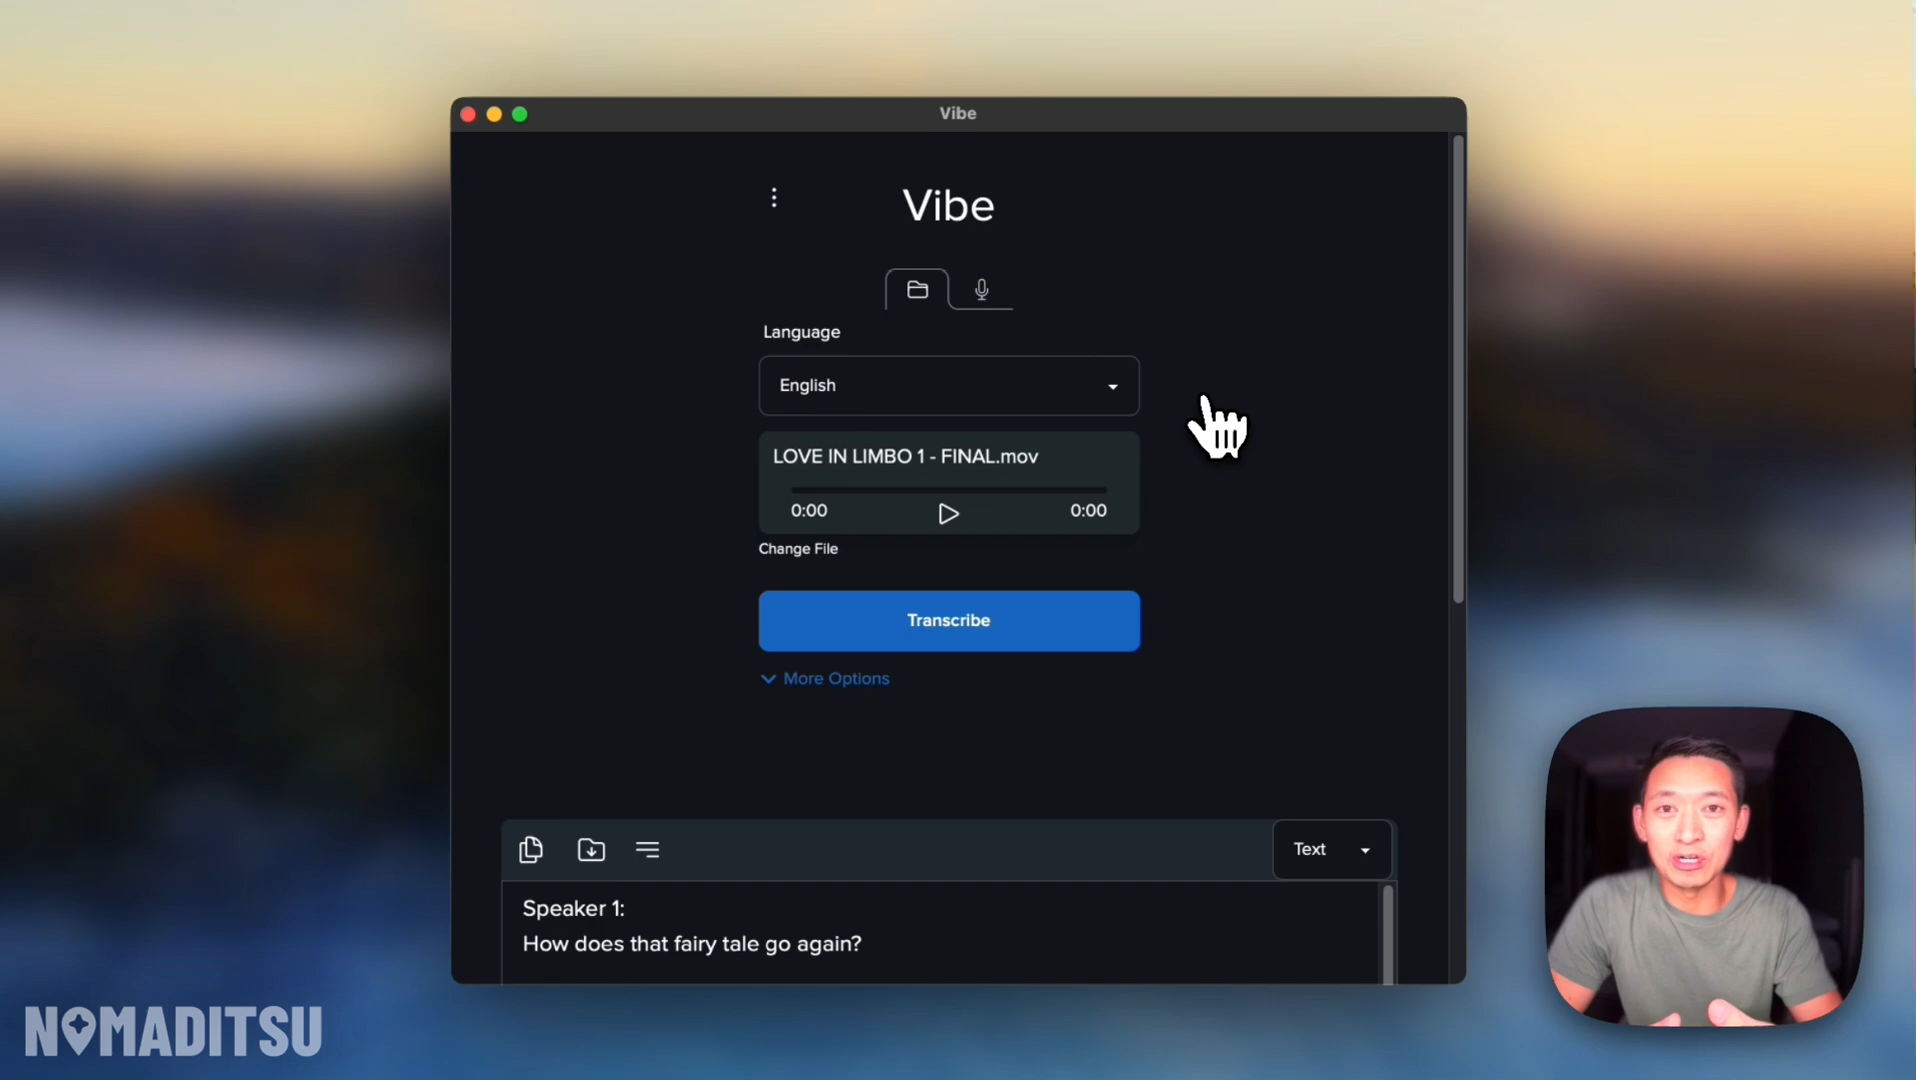 Vibe
Vibe
Language
English
LOVE IN LIMBO 1 - FINAL.mov
0:00
0:00
Change File
Transcribe
More Options
Text
Speaker 1:
How does that fairy tale go again?
NOMADITSU